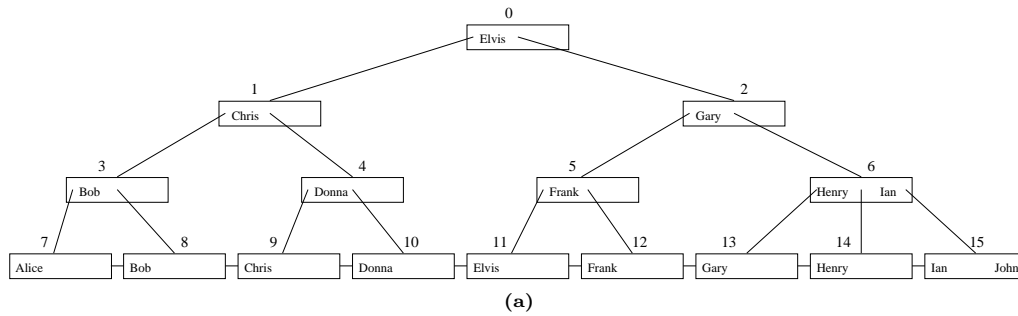 0
Elvis
1 2
Chris Gary
3 4 5 6
Bob Donna Frank Henry Ian
7 8 9 10 11 12 13 14 15
Alice Bob Chris Donna Elvis Frank Gary Henry Ian John
(a)